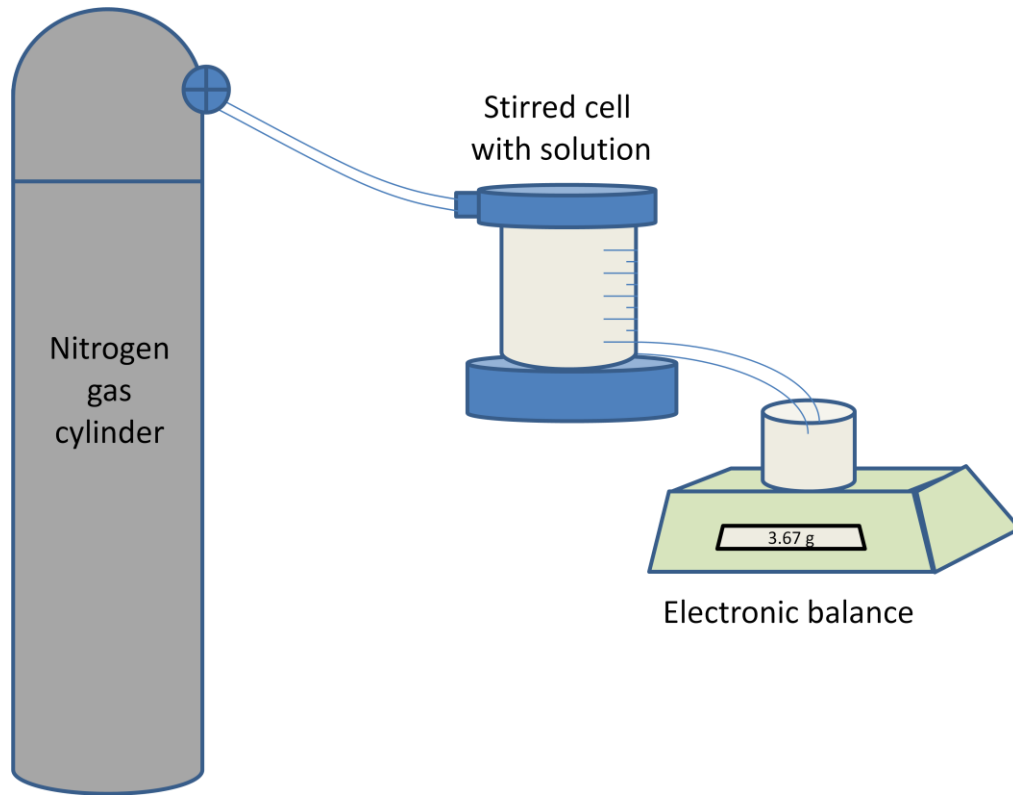 Stirred cell
with solution
Nitrogen
gas
cylinder
3.67 g
Electronic balance